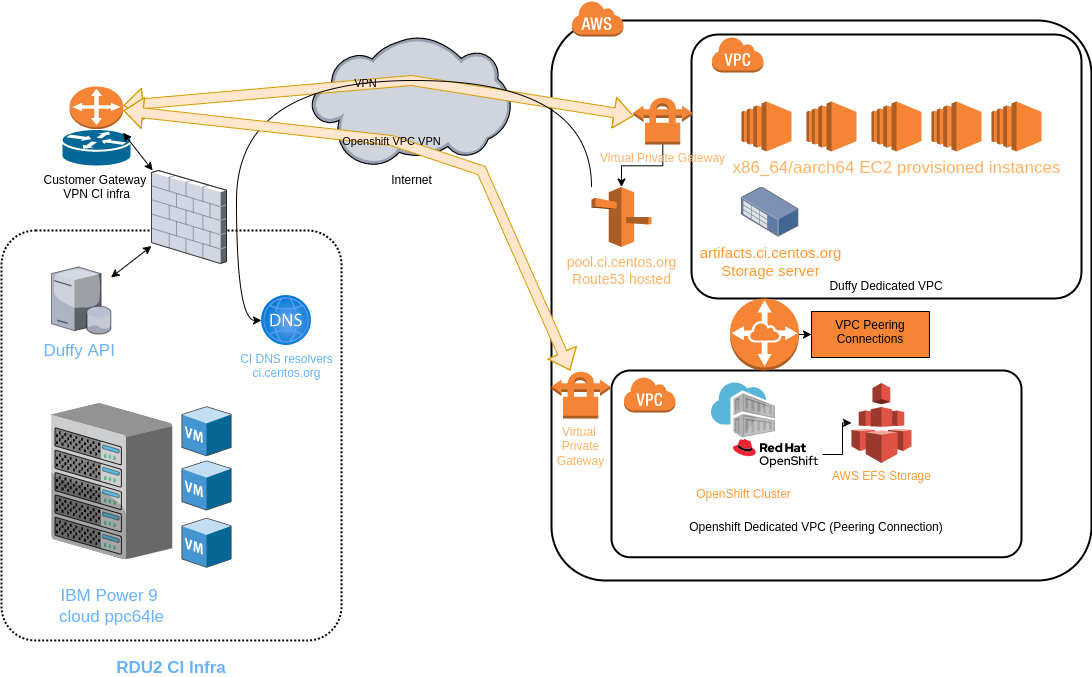 AWS
VPC
VPN
Openshift VPC VPN
Internet
Customer Gateway
VPN CI infra
Virtual Private Gateway
x86_64/aarch64 EC2 provisioned instances
pool.ci.centos.org
Route53 hosted
artifacts.ci.centos.org
Storage server
Duffy Dedicated VPC
VPC Peering
Connections
Duffy API
DNS
CI DNS resolvers
ci.centos.org
VPC
Virtual
Private
Gateway
Red Hat
OpenShift
OpenShift Cluster
AWS EFS Storage
Openshift Dedicated VPC (Peering Connection)
VM
VM
VM
IBM Power 9
cloud ppc64le
RDU2 CI Infra